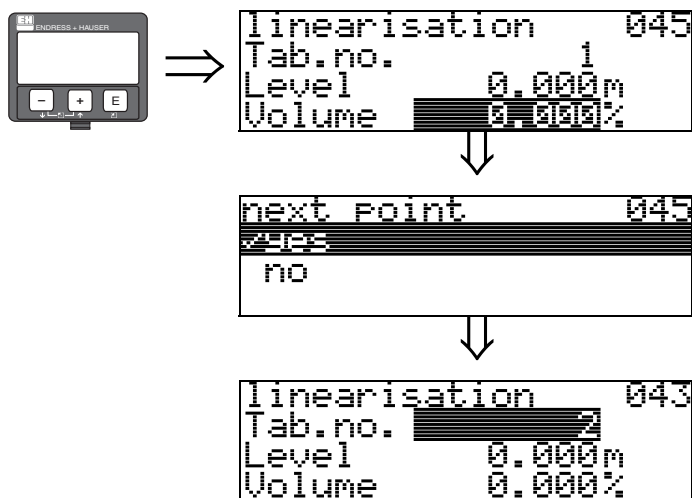 EH
ENDRESS + HAUSER
- + E
linearisation 045
Tab.no. 1
Level 0.000m
Volume 0.000%
next point 045
✓yes
no
linearisation 043
Tab.no. 2
Level 0.000m
Volume 0.000%